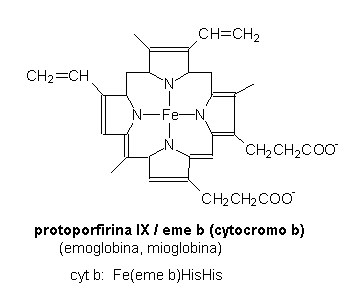 CH=CH₂
CH₂=CH
N
N Fe N
N
CH₂CH₂COO⁻
CH₂CH₂COO⁻
protoporfirina IX / eme b (cytocromo b)
(emoglobina, mioglobina)
cyt b: Fe(eme b)HisHis